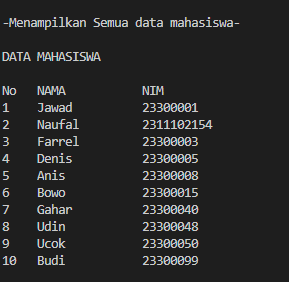 -Menampilkan Semua data mahasiswa-
DATA MAHASISWA
No NAMA NIM
1 Jawad 23300001
2 Naufal 2311102154
3 Farrel 23300003
4 Denis 23300005
5 Anis 23300008
6 Bowo 23300015
7 Gahar 23300040
8 Udin 23300048
9 Ucok 23300050
10 Budi 23300099